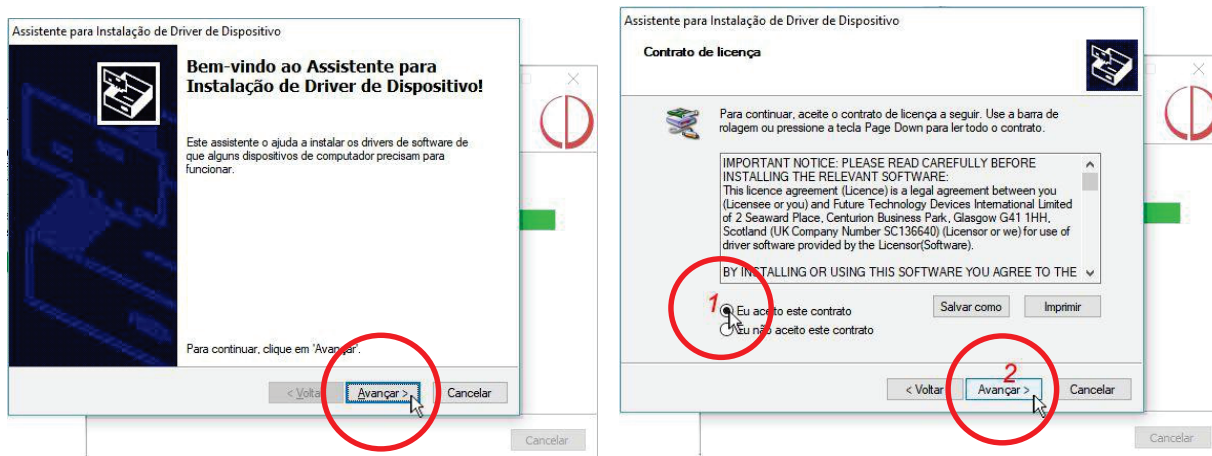 Assistente para Instalação de Driver de Dispositivo
Bem-vindo ao Assistente para
Instalação de Driver de Dispositivo!
Este assistente o ajuda a instalar os drivers de software de
que alguns dispositivos de computador precisam para
funcionar.
Para continuar, clique em 'Avançar'.
< Voltar
Avançar >
Cancelar
Cancelar
Assistente para Instalação de Driver de Dispositivo
Contrato de licença
Para continuar, aceite o contrato de licença a seguir. Use a barra de
rolagem ou pressione a tecla Page Down para ler todo o contrato.
IMPORTANT NOTICE: PLEASE READ CAREFULLY BEFORE
INSTALLING THE RELEVANT SOFTWARE:
This licence agreement (Licence) is a legal agreement between you
(Licensee or you) and Future Technology Devices International Limited
of 2 Seaward Place, Centurion Business Park, Glasgow G41 1HH,
Scotland (UK Company Number SC136640) (Licensor or we) for use of
driver software provided by the Licensor(Software).
BY INSTALLING OR USING THIS SOFTWARE YOU AGREE TO THE
1
Eu aceito este contrato
Salvar como
Imprimir
Eu não aceito este contrato
2
< Voltar
Avançar >
Cancelar
Cancelar